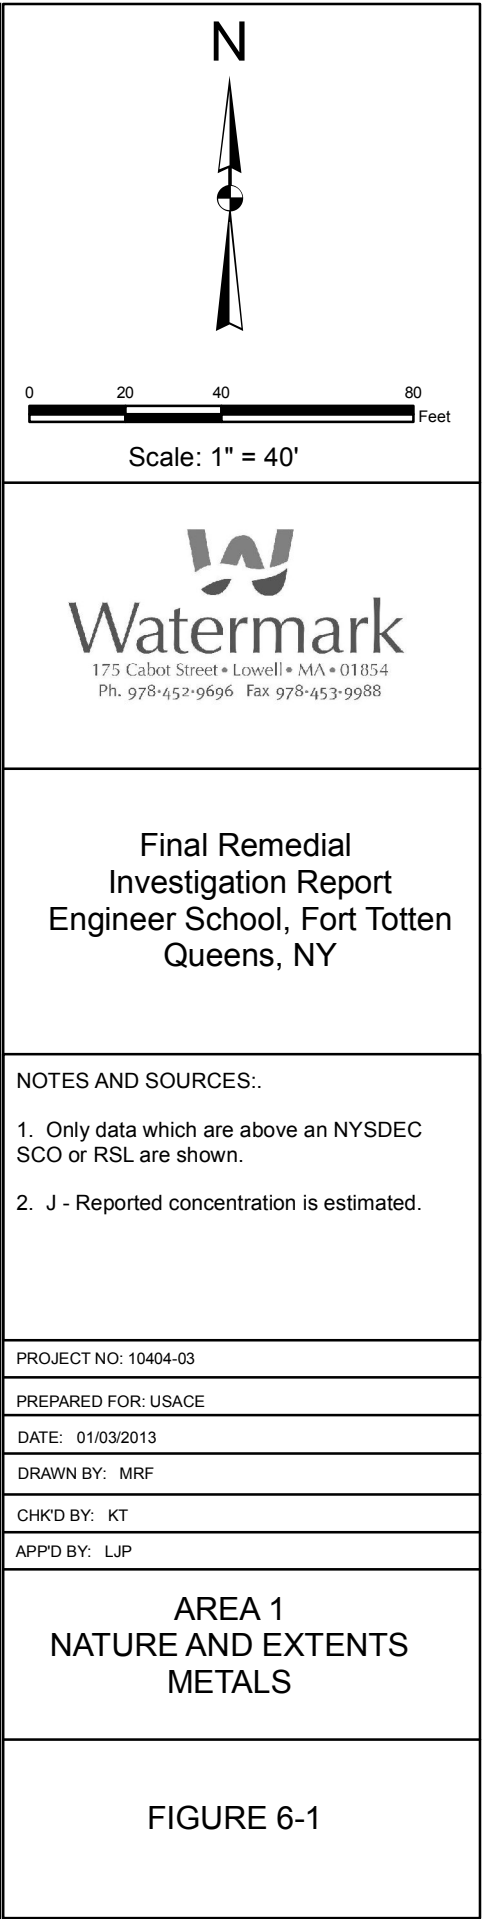 N
0 20 40 80
Feet
Scale: 1" = 40'
Watermark
175 Cabot Street • Lowell • MA • 01854
Ph. 978•452•9696 Fax 978•453•9988
Final Remedial
Investigation Report
Engineer School, Fort Totten
Queens, NY
NOTES AND SOURCES:.
1. Only data which are above an NYSDEC
SCO or RSL are shown.
2. J - Reported concentration is estimated.
PROJECT NO: 10404-03
PREPARED FOR: USACE
DATE: 01/03/2013
DRAWN BY: MRF
CHK'D BY: KT
APP'D BY: LJP
AREA 1
NATURE AND EXTENTS
METALS
FIGURE 6-1